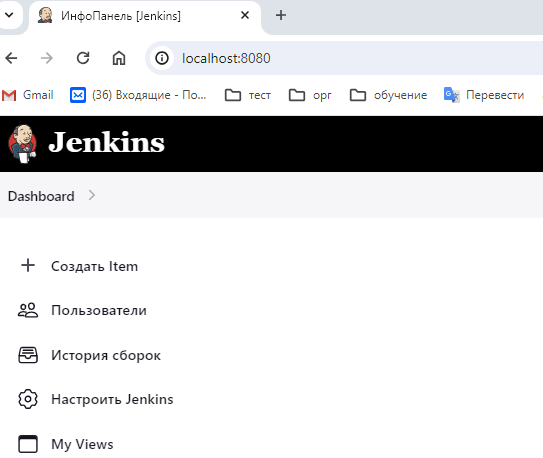 ИнфоПанель [Jenkins]
localhost:8080
Gmail (36) Входящие - По... тест орг обучение Перевести
Jenkins
Dashboard
Создать Item
Пользователи
История сборок
Настроить Jenkins
My Views